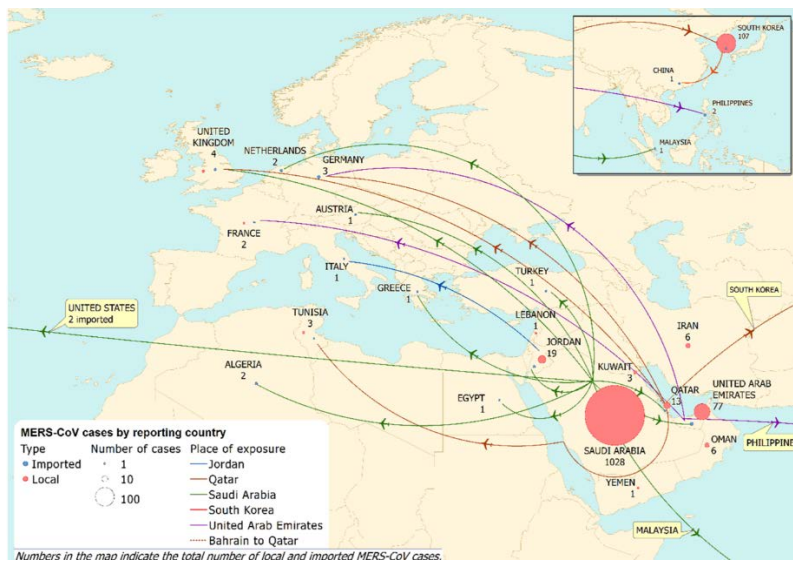 SOUTH KOREA
107
CHINA
1
PHILIPPINES
2
MALAYSIA
1
UNITED
KINGDOM
4
NETHERLANDS
2
GERMANY
3
AUSTRIA
1
FRANCE
2
ITALY
1
TURKEY
1
GREECE
1
SOUTH KOREA
UNITED STATES
2 imported
TUNISIA
3
LEBANON
1
JORDAN
19
IRAN
6
ALGERIA
2
KUWAIT
3
EGYPT
1
QATAR
13
UNITED ARAB
EMIRATES
77
SAUDI ARABIA
1028
OMAN
6
PHILIPPINE
YEMEN
1
MALAYSIA
MERS-CoV cases by reporting country
Type
Imported
Local
Number of cases
1
10
100
Place of exposure
Jordan
Qatar
Saudi Arabia
South Korea
United Arab Emirates
Bahrain to Qatar
Numbers in the map indicate the total number of local and imported MERS-CoV cases.